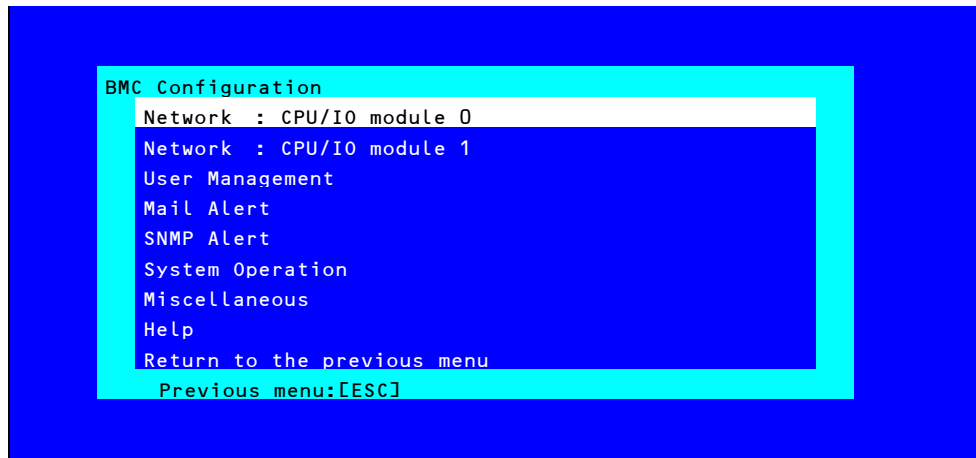 BMC Configuration
Network : CPU/IO module 0
Network : CPU/IO module 1
User Management
Mail Alert
SNMP Alert
System Operation
Miscellaneous
Help
Return to the previous menu
Previous menu:[ESC]